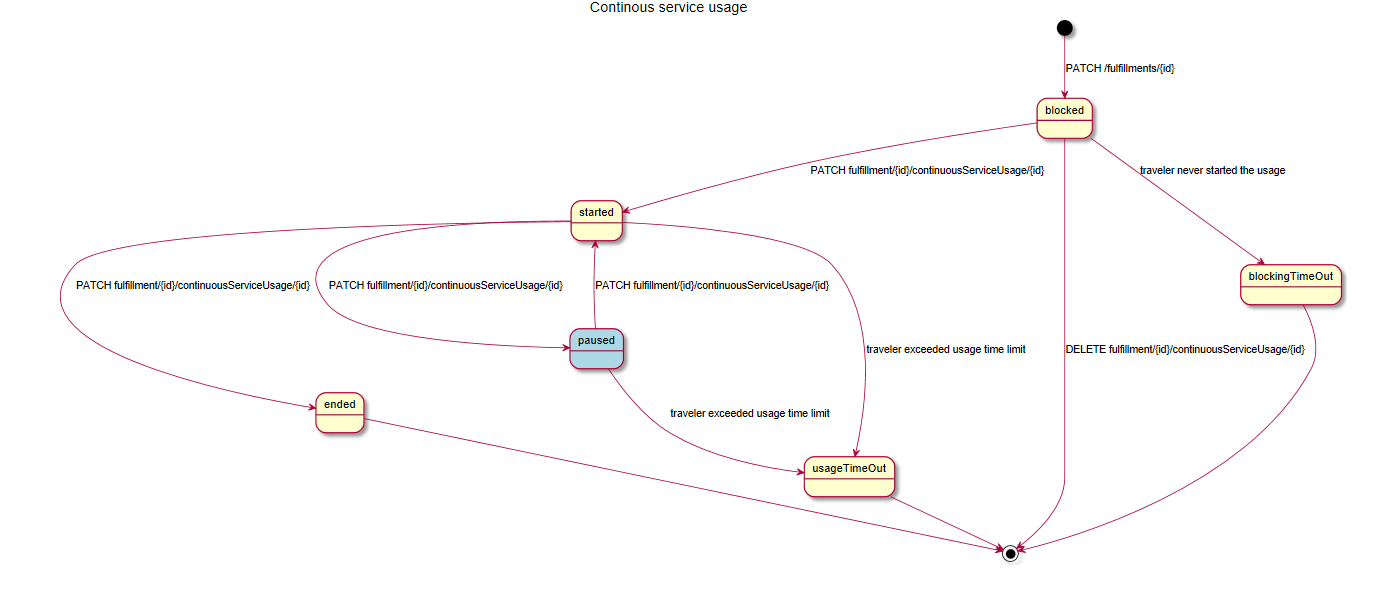 Continous service usage
PATCH /fulfillments/{id}
blocked
PATCH fulfillment/{id}/continuousServiceUsage/{id}
traveler never started the usage
started
blockingTimeOut
PATCH fulfillment/{id}/continuousServiceUsage/{id}
PATCH fulfillment/{id}/continuousServiceUsage/{id}
PATCH fulfillment/{id}/continuousServiceUsage/{id}
paused
traveler exceeded usage time limit
DELETE fulfillment/{id}/continuousServiceUsage/{id}
ended
traveler exceeded usage time limit
usageTimeOut